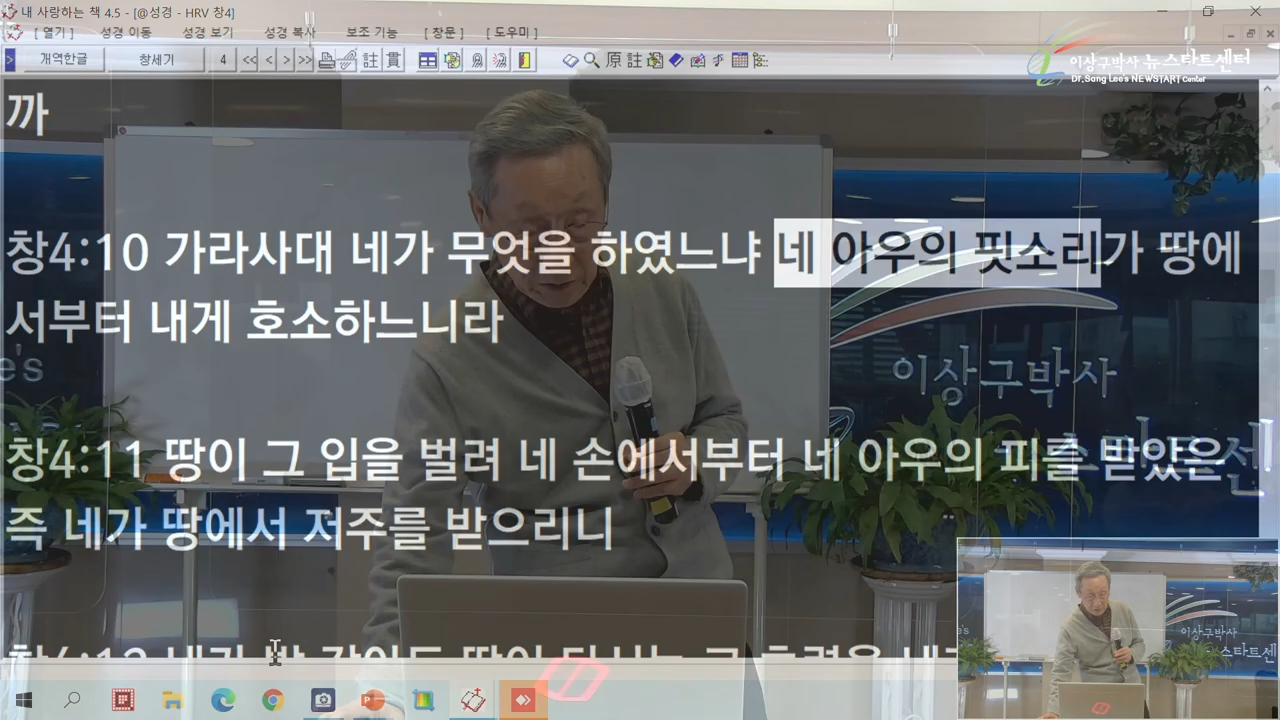 내 사랑하는 책 4.5 - [@성경 - HRV 창4]
[ 열기 ] 성경 이동 성경 보기 성경 복사 보조 기능 [ 창문 ] [ 도우미 ]
개역한글 창세기 4 << < > >> 註 貫 原 註
이상구박사 뉴스타트센터
Dr. Sang Lee's NEWSTART Center
까
창4:10 가라사대 네가 무엇을 하였느냐 네 아우의 핏소리가 땅에
서부터 내게 호소하느니라
이상구박사
창4:11 땅이 그 입을 벌려 네 손에서부터 네 아우의 피를 받았은
즉 네가 땅에서 저주를 받으리니
이상구박사